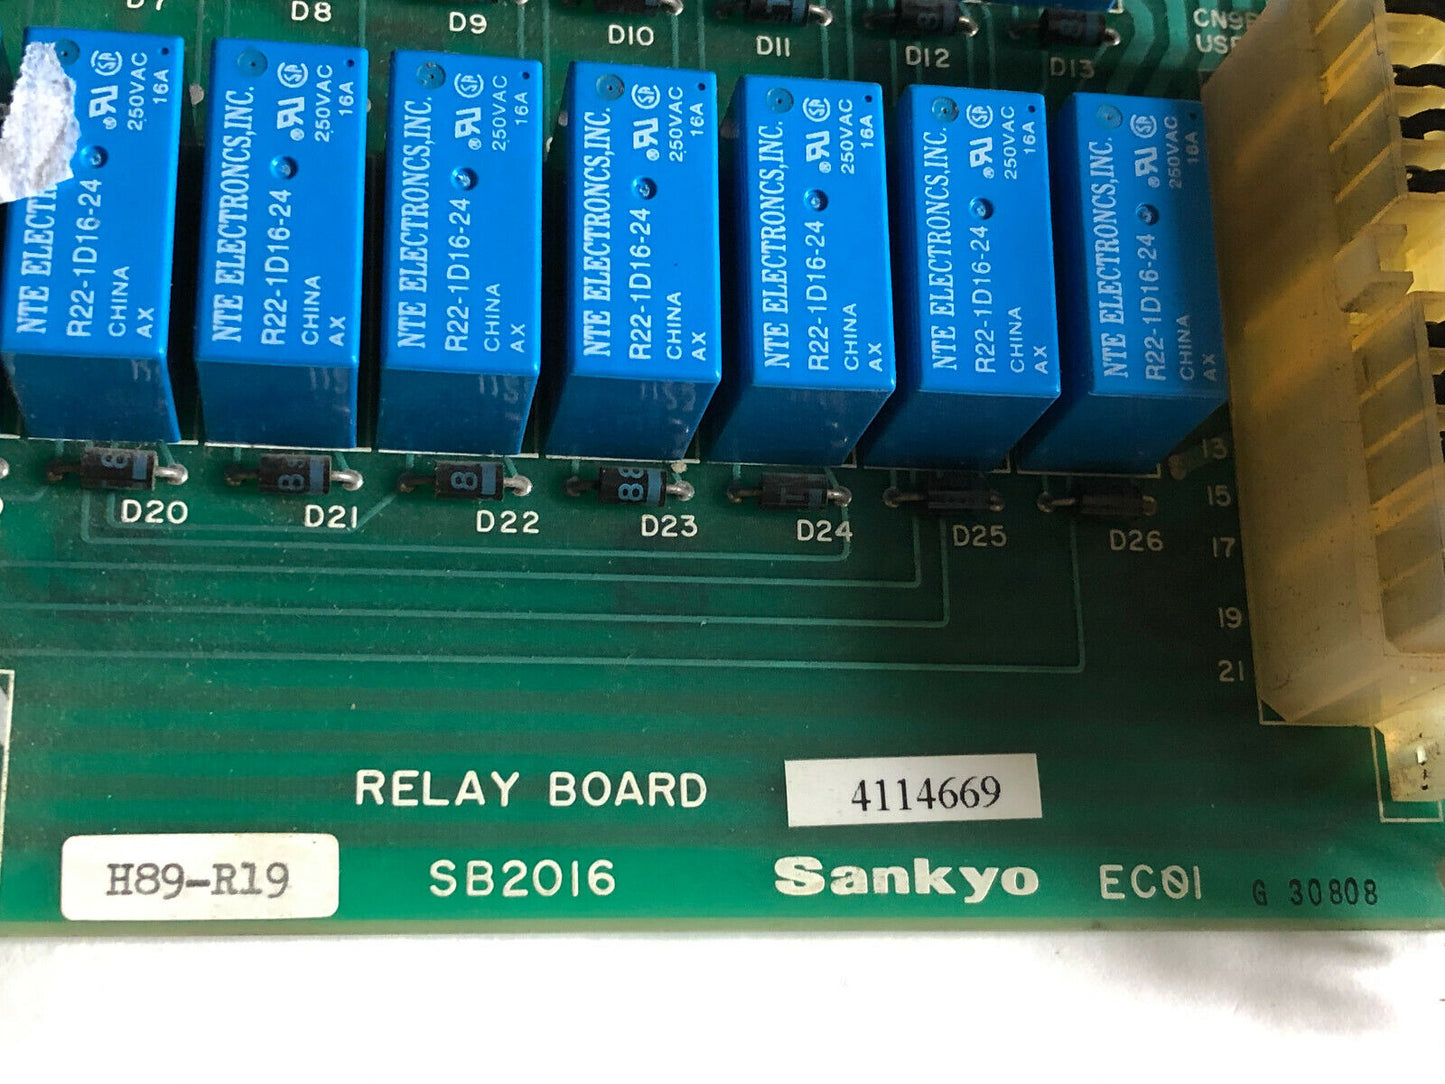 D7
D8
D9
D10
D11
D12
D13
NTE ELECTR
R22-1D16-24
CHINA
AX
250VAC
16A
NTE ELECTRONCS,INC.
R22-1D16-24
CHINA
AX
250VAC
16A
NTE ELECTRONCS,INC.
R22-1D16-24
CHINA
AX
250VAC
16A
NTE ELECTRONCS,INC.
R22-1D16-24
CHINA
AX
250VAC
16A
NTE ELECTRONCS,INC.
R22-1D16-24
CHINA
AX
250VAC
16A
NTE ELECTRONCS,INC.
R22-1D16-24
CHINA
AX
250VAC
16A
NTE ELECTRONCS,INC.
R22-1D16-24
CHINA
AX
250VAC
16A
D20
D21
D22
D23
D24
D25
D26
13
15
17
19
21
RELAY BOARD
4114669
H89-R19
SB2016
Sankyo
EC01
G 30808